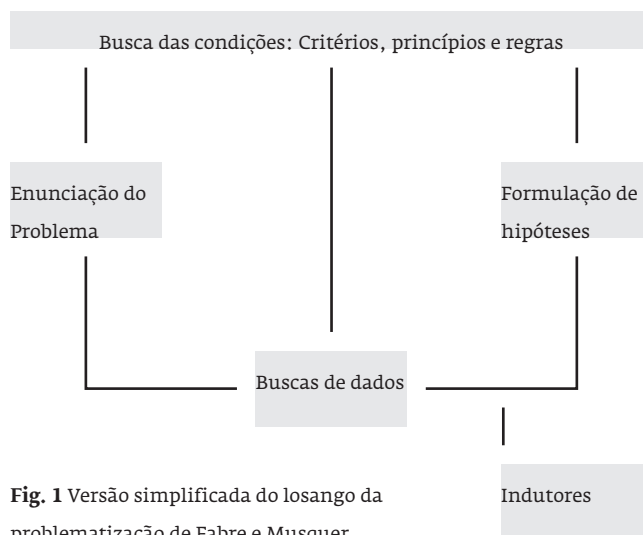 Busca das condições: Critérios, princípios e regras
Enunciação do
Problema
Formulação de
hipóteses
Buscas de dados
Fig. 1 Versão simplificada do losango da
problematização de Fabre e Musquer
Indutores